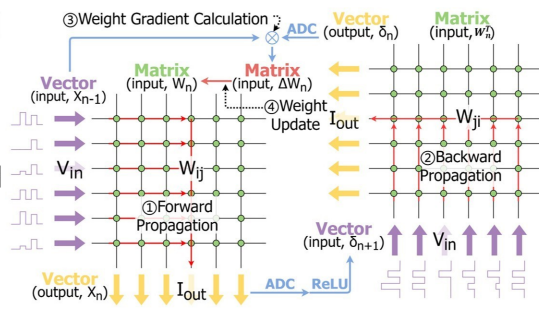 ③Weight Gradient Calculation
ADC
Vector
(output, δn)
Matrix
(input, WnT)
Vector
(input, Xn-1)
Matrix
(input, Wn)
Matrix
(input, ΔWn)
④Weight
Update
Iout
Wji
Vin
Wij
②Backward
Propagation
①Forward
Propagation
Vector
(input, δn+1)
Vin
Vector
(output, Xn)
Iout
ADC
ReLU